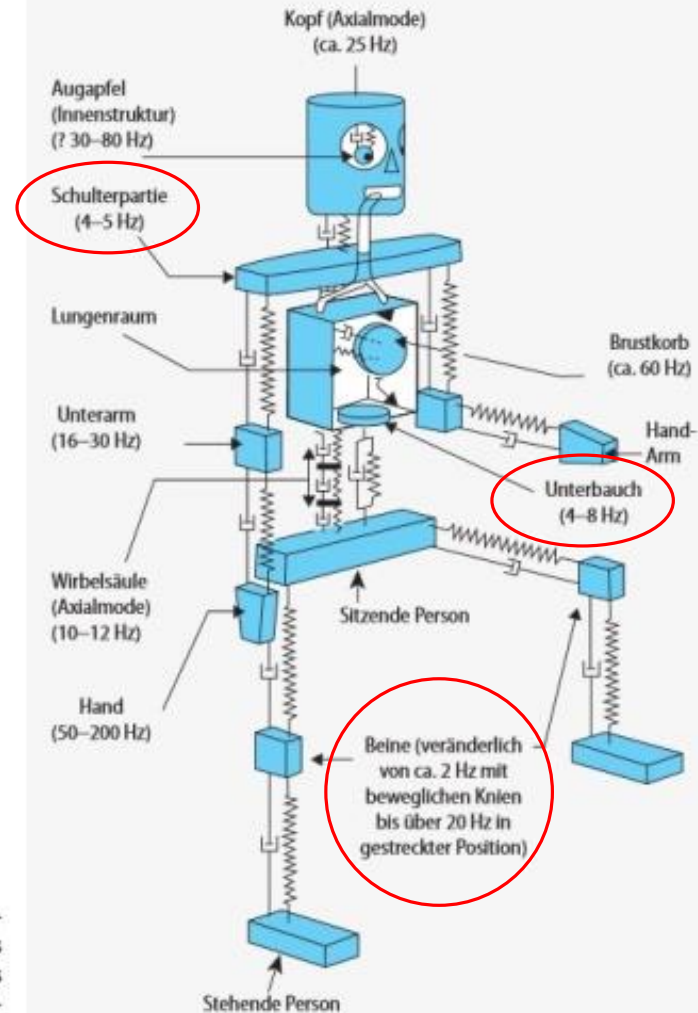 Kopf (Axialmode)
(ca. 25 Hz)
Augapfel
(Innenstruktur)
(? 30–80 Hz)
Schulterpartie
(4–5 Hz)
Lungenraum
Brustkorb
(ca. 60 Hz)
Unterarm
(16–30 Hz)
Hand-
Arm
Unterbauch
(4–8 Hz)
Wirbelsäule
(Axialmode)
(10–12 Hz)
Sitzende Person
Hand
(50–200 Hz)
Beine (veränderlich
von ca. 2 Hz mit
beweglichen Knien
bis über 20 Hz in
gestreckter Position)
Stehende Person